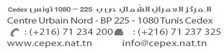 المركز العمراني الشمالي ص.ب 225 - 1080 تونس Cedex
Centre Urbain Nord - BP 225 - 1080 Tunis Cedex
: (+216) 71 234 200 : (+216) 71 237 325
www.cepex.nat.tn info@cepex.nat.tn